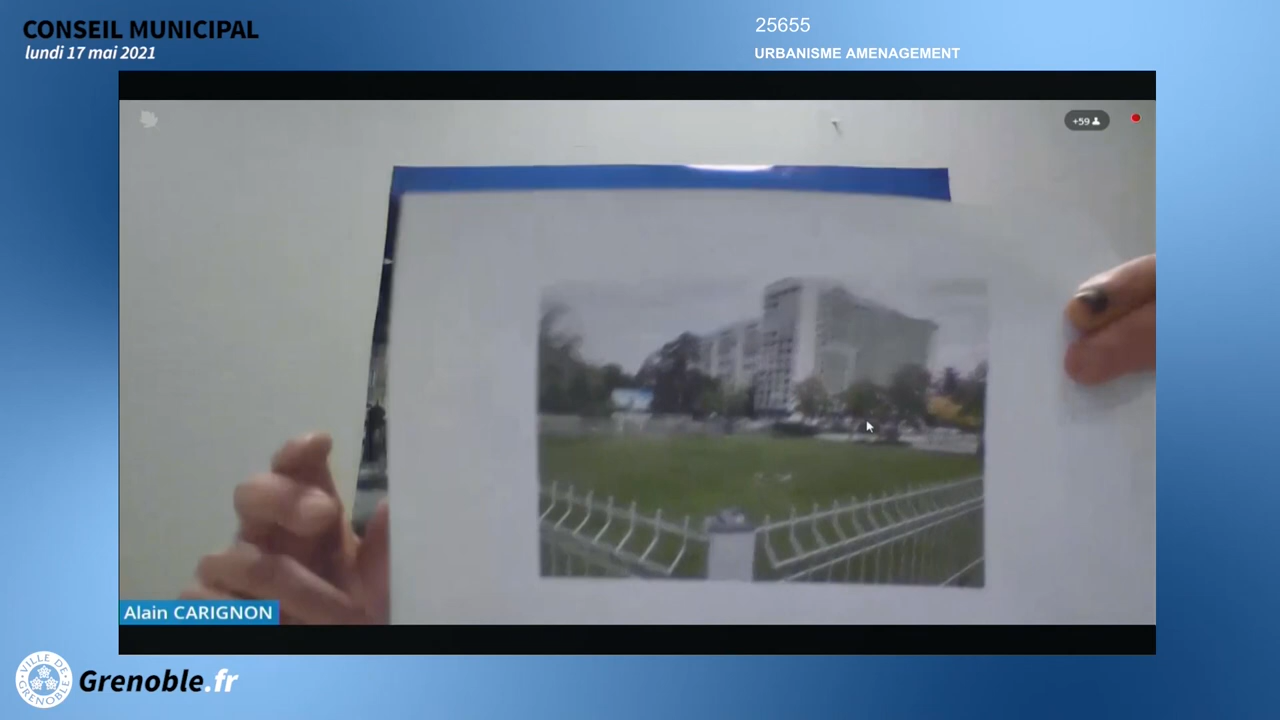 CONSEIL MUNICIPAL
lundi 17 mai 2021
25655
URBANISME AMENAGEMENT
+59
Alain CARIGNON
VILLE DE GRENOBLE
Grenoble.fr